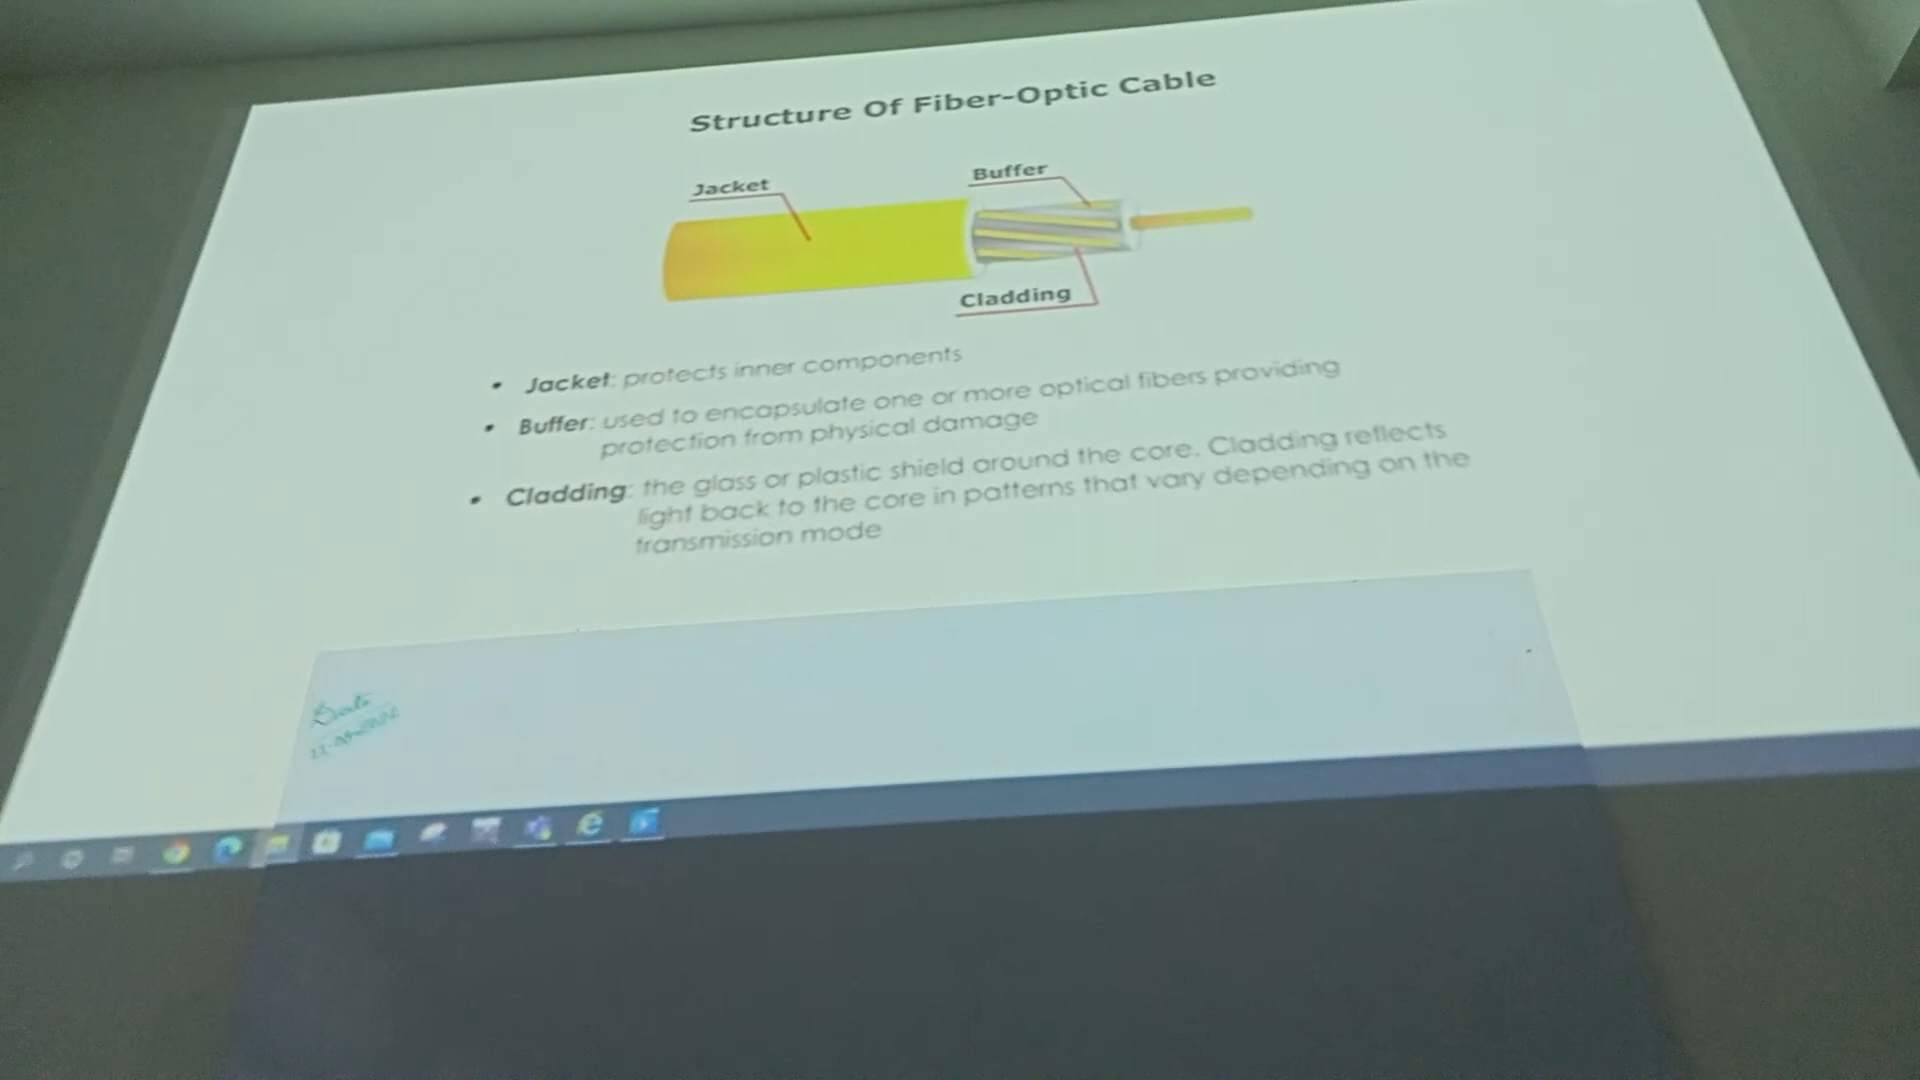 Structure Of Fiber-Optic Cable
Jacket
Buffer
Cladding
• Jacket: protects inner components
• Buffer: used to encapsulate one or more optical fibers providing
protection from physical damage
• Cladding: the glass or plastic shield around the core. Cladding reflects
light back to the core in patterns that vary depending on the
transmission mode